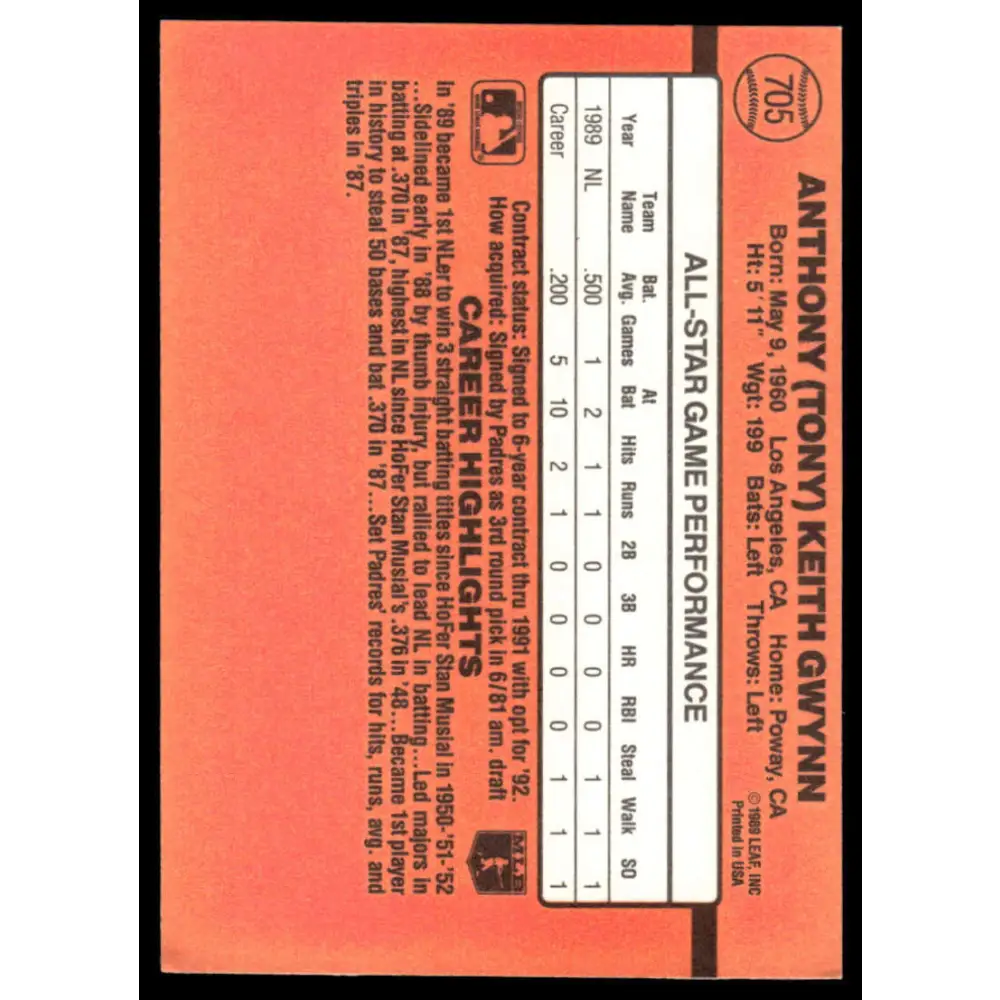 705
ANTHONY (TONY) KEITH GWYNN
Born: May 9, 1960 Los Angeles, CA Home: Poway, CA
Ht: 5'11" Wgt: 199 Bats: Left Throws: Left
© 1989 LEAF, INC
Printed in USA
ALL-STAR GAME PERFORMANCE
Team Bat. At
Year Name Avg. Games Bat Hits Runs 2B 3B HR RBI Steal Walk SO
1989 NL .500 1 2 1 1 0 0 0 0 1 1 1
Career .200 5 10 2 1 0 0 0 0 1 1 1
Contract status: Signed to 6-year contract thru 1991 with opt for '92.
How acquired: Signed by Padres as 3rd round pick in 6/81 am. draft
MLB
CAREER HIGHLIGHTS
In '89 became 1st NLer to win 3 straight batting titles since HoFer Stan Musial in 1950-'51-'52
...Sidelined early in '88 by thumb injury, but rallied to lead NL in batting...Led majors in
batting at .370 in '87, highest in NL since HoFer Stan Musial's .376 in '48...Became 1st player
in history to steal 50 bases and bat .370 in '87...Set Padres' records for hits, runs, avg. and
triples in '87.